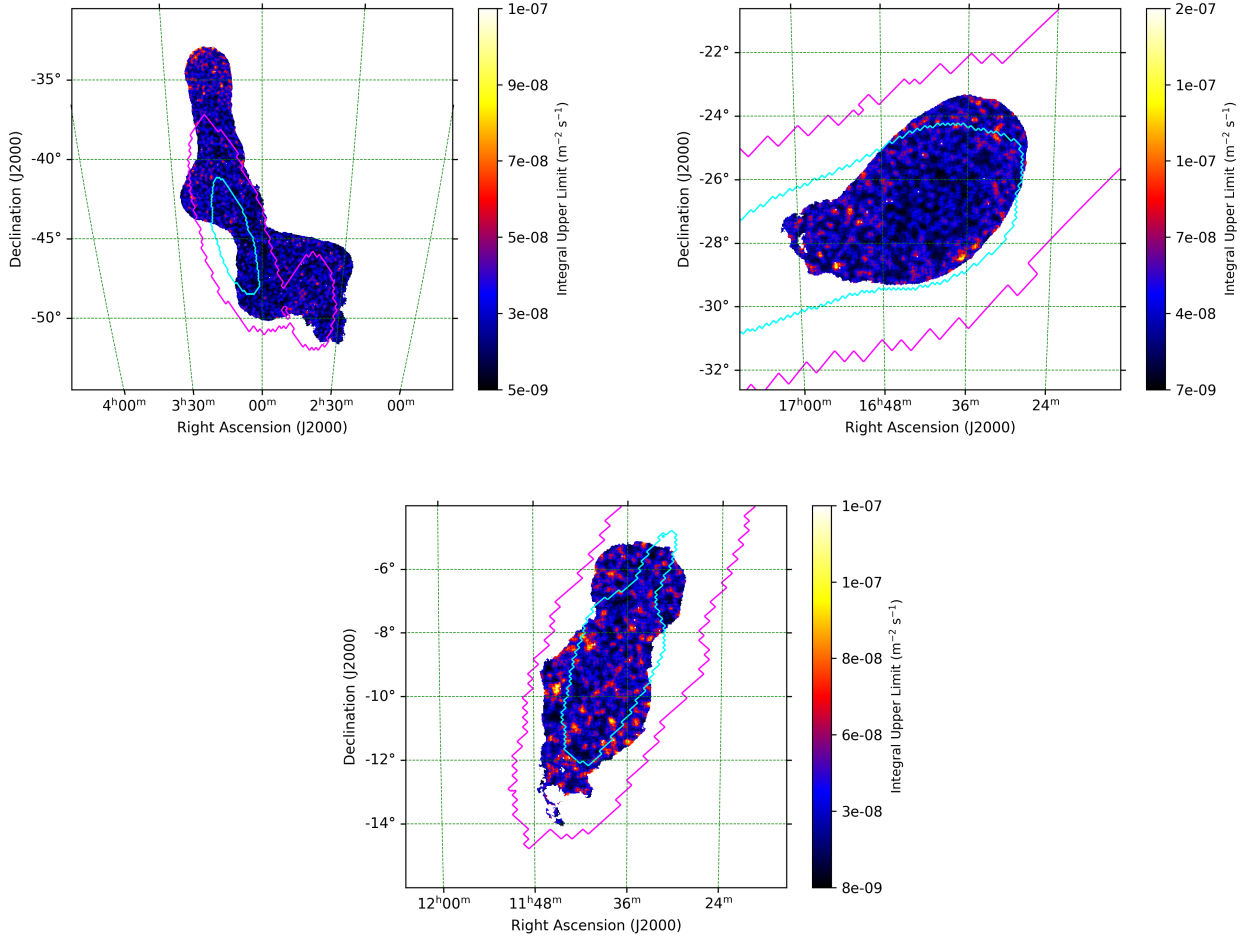 -35°
-40°
-45°
-50°
4h00m 3h30m 00m 2h30m 00m
Right Ascension (J2000)
Declination (J2000)
1e-07
9e-08
7e-08
5e-08
3e-08
5e-09
Integral Upper Limit (m⁻² s⁻¹)
-22°
-24°
-26°
-28°
-30°
-32°
17h00m 16h48m 36m 24m
Right Ascension (J2000)
Declination (J2000)
2e-07
1e-07
1e-07
7e-08
4e-08
7e-09
Integral Upper Limit (m⁻² s⁻¹)
-6°
-8°
-10°
-12°
-14°
12h00m 11h48m 36m 24m
Right Ascension (J2000)
Declination (J2000)
1e-07
1e-07
8e-08
6e-08
3e-08
8e-09
Integral Upper Limit (m⁻² s⁻¹)